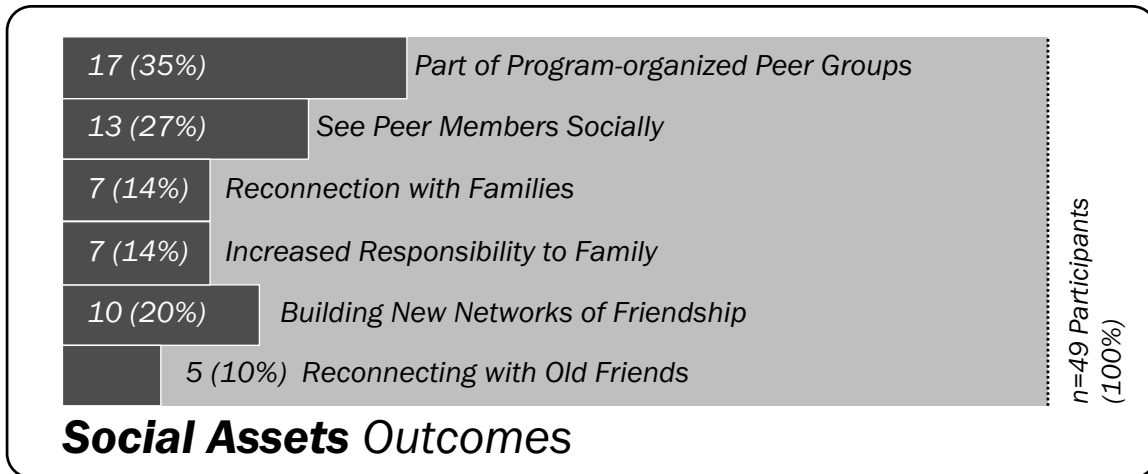 17 (35%) Part of Program-organized Peer Groups
13 (27%) See Peer Members Socially
7 (14%) Reconnection with Families
7 (14%) Increased Responsibility to Family
10 (20%) Building New Networks of Friendship
5 (10%) Reconnecting with Old Friends
n=49 Participants
(100%)
Social Assets Outcomes